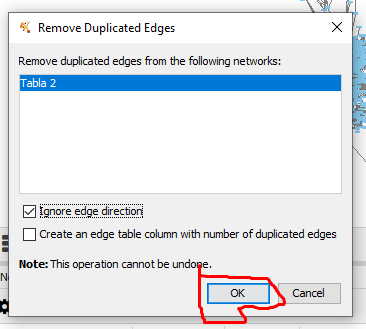 Remove Duplicated Edges
Remove duplicated edges from the following networks:
Tabla 2
Ignore edge direction
Create an edge table column with number of duplicated edges
Note: This operation cannot be undone.
OK
Cancel